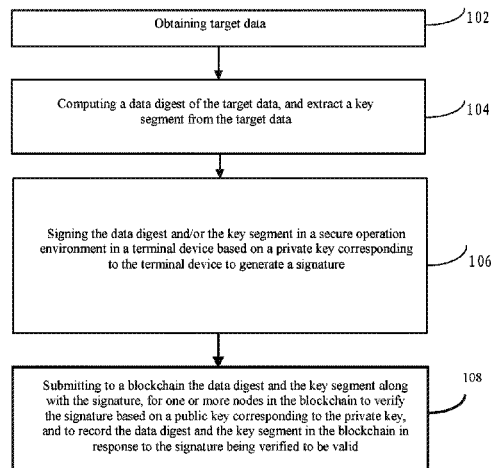 Obtaining target data
102
Computing a data digest of the target data, and extract a key
segment from the target data
104
Signing the data digest and/or the key segment in a secure operation
environment in a terminal device based on a private key corresponding
to the terminal device to generate a signature
106
Submitting to a blockchain the data digest and the key segment along
with the signature, for one or more nodes in the blockchain to verify
the signature based on a public key corresponding to the private key,
and to record the data digest and the key segment in the blockchain in
response to the signature being verified to be valid
108